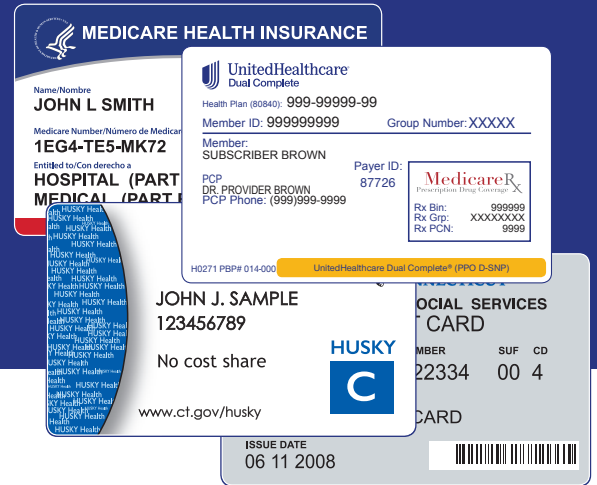 MEDICARE HEALTH INSURANCE
Name/Nombre
JOHN L SMITH
Medicare Number/Número de Medicar
1EG4-TE5-MK72
Entitled to/Con derecho a
HOSPITAL (PART
MEDICAL (PART
UnitedHealthcare®
Dual Complete
Health Plan (80840): 999-99999-99
Member ID: 999999999 Group Number: XXXXX
Member:
SUBSCRIBER BROWN
PCP
DR. PROVIDER BROWN
PCP Phone: (999)999-9999
Payer ID:
87726
MedicareRx
Prescription Drug Coverage
Rx Bin: 999999
Rx Grp: XXXXXXXX
Rx PCN: 9999
H0271 PBP# 014-000
UnitedHealthcare Dual Complete® (PPO D-SNP)
HUSKY Health
JOHN J. SAMPLE
123456789
No cost share
HUSKY
C
www.ct.gov/husky
OCIAL SERVICES
CARD
MBER SUF CD
22334 00 4
CARD
ISSUE DATE
06 11 2008